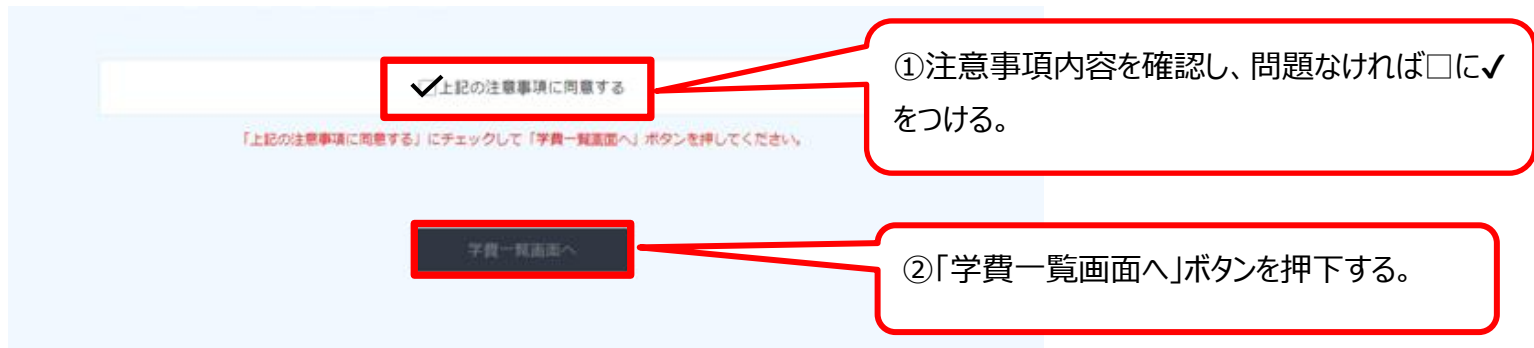 ①注意事項内容を確認し、問題なければ□に✓
をつける。
✓□上記の注意事項に同意する
「上記の注意事項に同意する」にチェックして「学費一覧画面へ」ボタンを押してください。
学費一覧画面へ
②「学費一覧画面へ」ボタンを押下する。